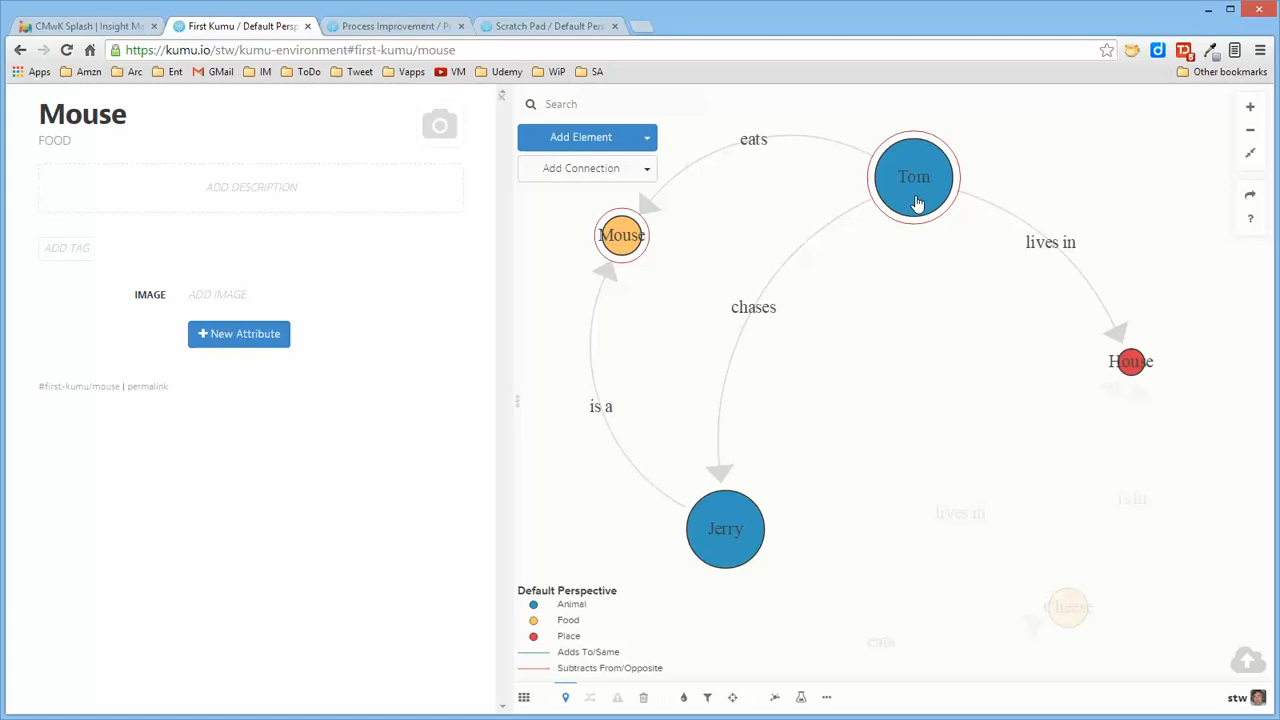 CMwK Splash | Insight Ma
First Kumu / Default Persp
Process Improvement / P
Scratch Pad / Default Pers
https://kumu.io/stw/kumu-environment#first-kumu/mouse
Apps Amzn Arc Ent GMail IM ToDo Tweet Vapps VM Udemy WiP SA Other bookmarks
Mouse
FOOD
ADD DESCRIPTION
ADD TAG
IMAGE ADD IMAGE
+ New Attribute
#first-kumu/mouse | permalink
Search
Add Element
Add Connection
eats
Tom
Mouse
lives in
chases
House
is a
is in
lives in
Jerry
Cheese
eats
Default Perspective
Animal
Food
Place
Adds To/Same
Subtracts From/Opposite
?
stw